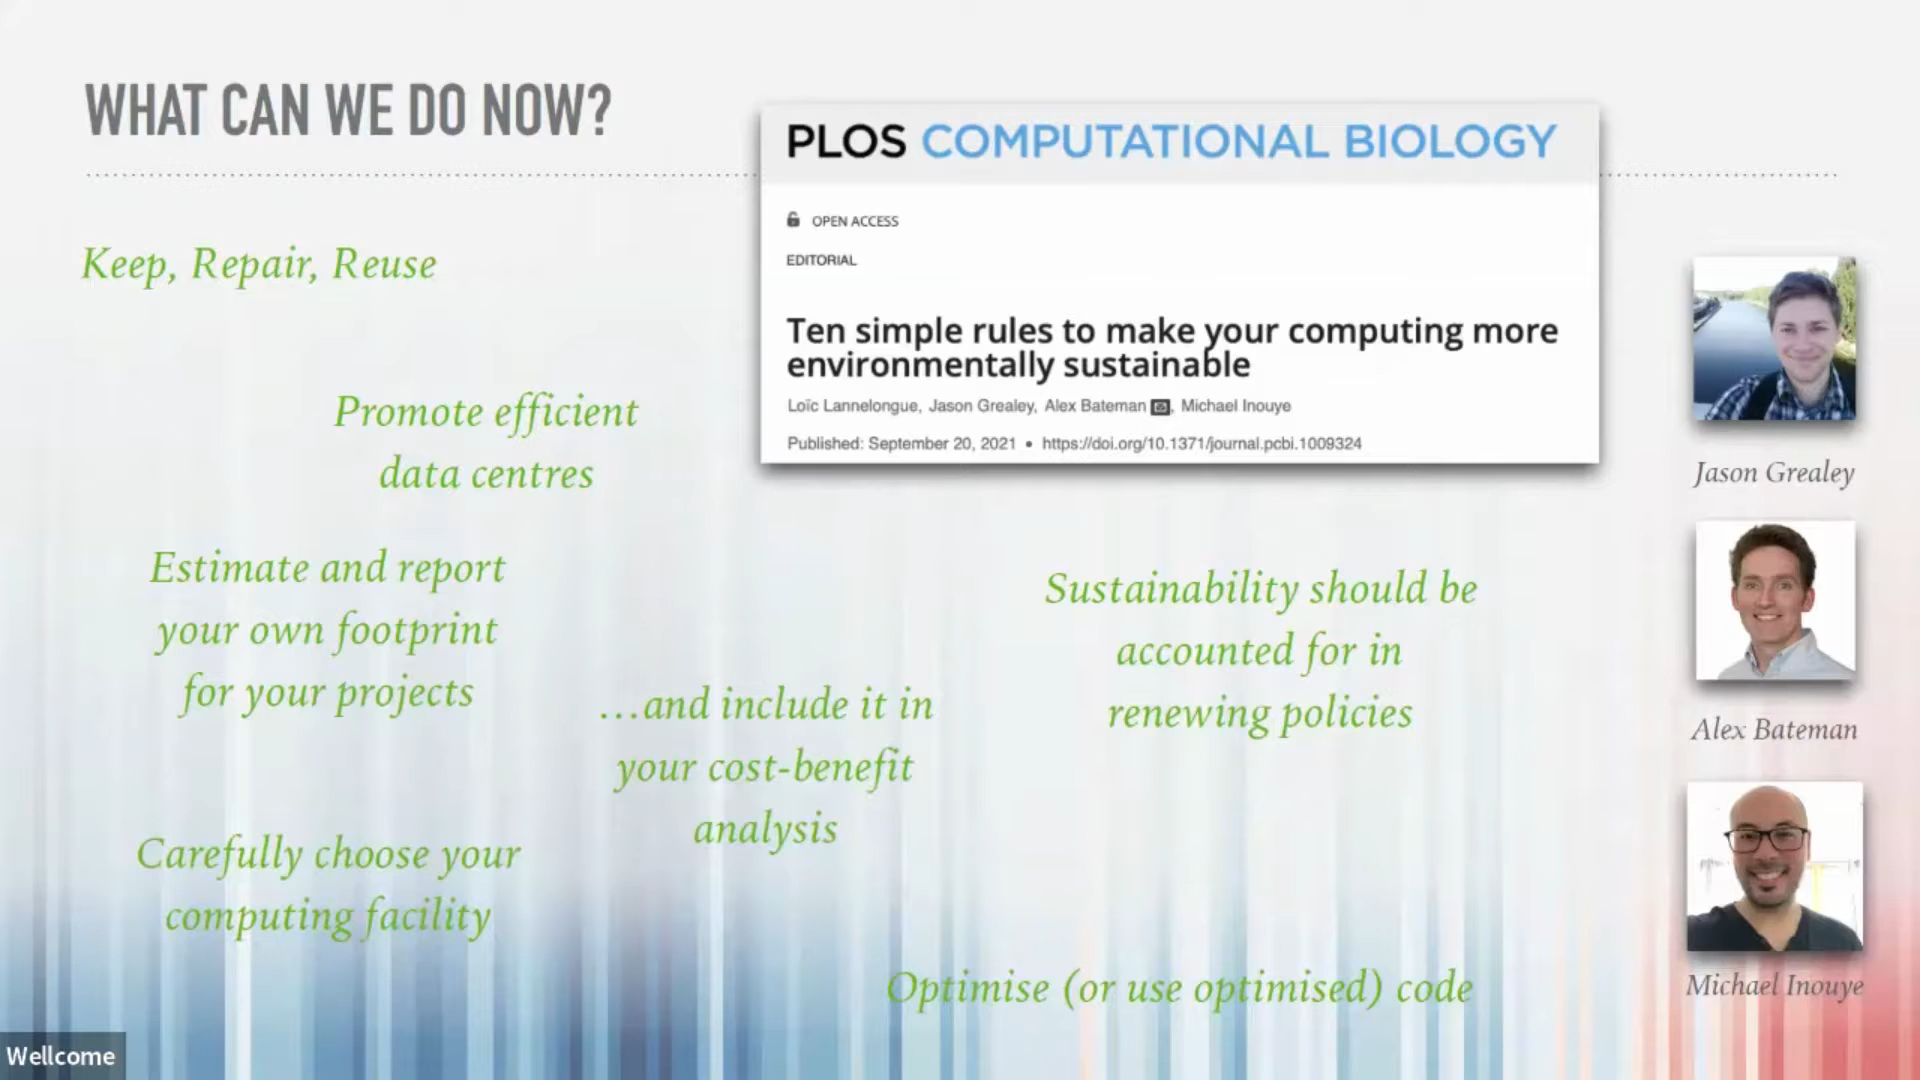 WHAT CAN WE DO NOW?
PLOS COMPUTATIONAL BIOLOGY
OPEN ACCESS
EDITORIAL
Ten simple rules to make your computing more
environmentally sustainable
Loïc Lannelongue, Jason Grealey, Alex Bateman, Michael Inouye
Published: September 20, 2021 • https://doi.org/10.1371/journal.pcbi.1009324
Keep, Repair, Reuse
Promote efficient
data centres
Estimate and report
your own footprint
for your projects
…and include it in
your cost-benefit
analysis
Sustainability should be
accounted for in
renewing policies
Carefully choose your
computing facility
Optimise (or use optimised) code
Jason Grealey
Alex Bateman
Michael Inouye
Wellcome